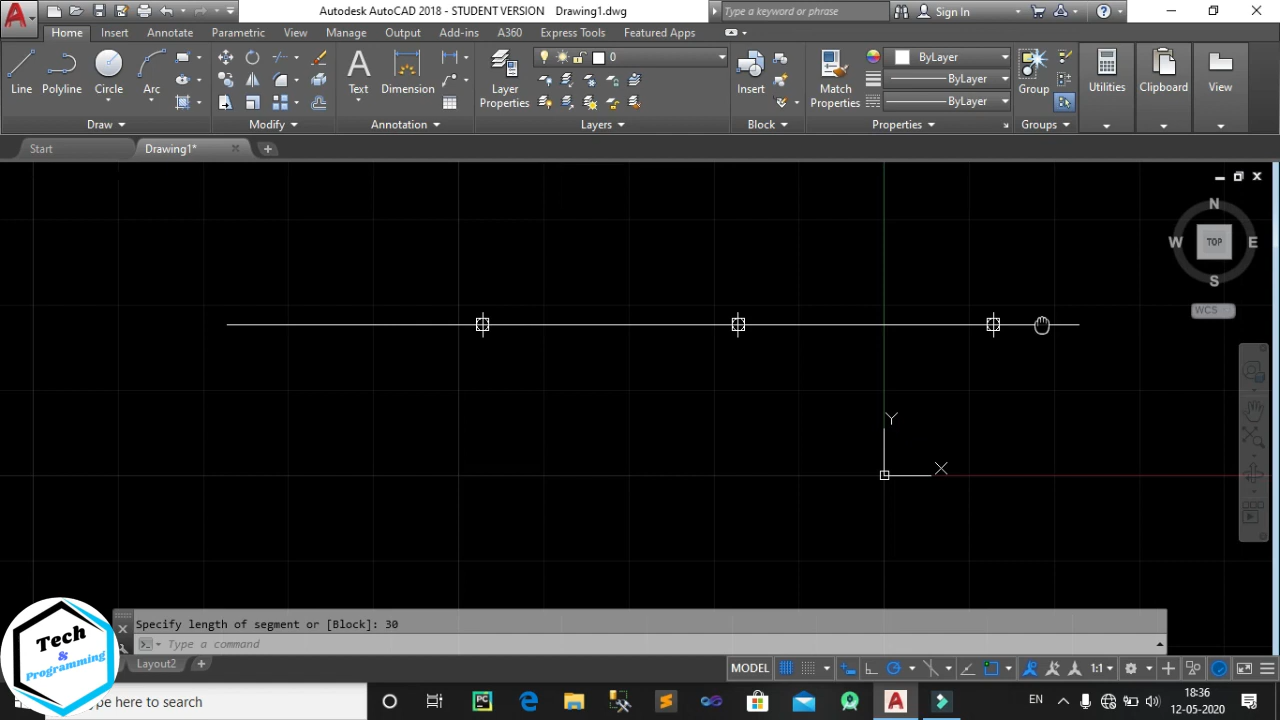 Autodesk AutoCAD 2018 - STUDENT VERSION Drawing1.dwg
Type a keyword or phrase
Sign In
Home Insert Annotate Parametric View Manage Output Add-ins A360 Express Tools Featured Apps
Line Polyline Circle Arc
Text Dimension
Layer Properties
0
Insert
Match Properties
ByLayer
ByLayer
ByLayer
Group
Utilities
Clipboard
View
Draw Modify Annotation Layers Block Properties Groups
Start Drawing1*
N
W TOP E
S
WCS
Y
X
Specify length of segment or [Block]: 30
Type a command
Layout2
MODEL
1:1
Tech
&
Programming
pe here to search
EN
18:36
12-05-2020